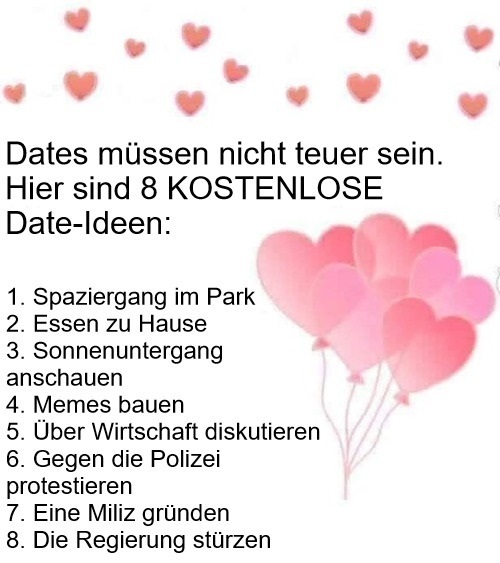 Dates müssen nicht teuer sein.
Hier sind 8 KOSTENLOSE
Date-Ideen:
1. Spaziergang im Park
2. Essen zu Hause
3. Sonnenuntergang
anschauen
4. Memes bauen
5. Über Wirtschaft diskutieren
6. Gegen die Polizei
protestieren
7. Eine Miliz gründen
8. Die Regierung stürzen